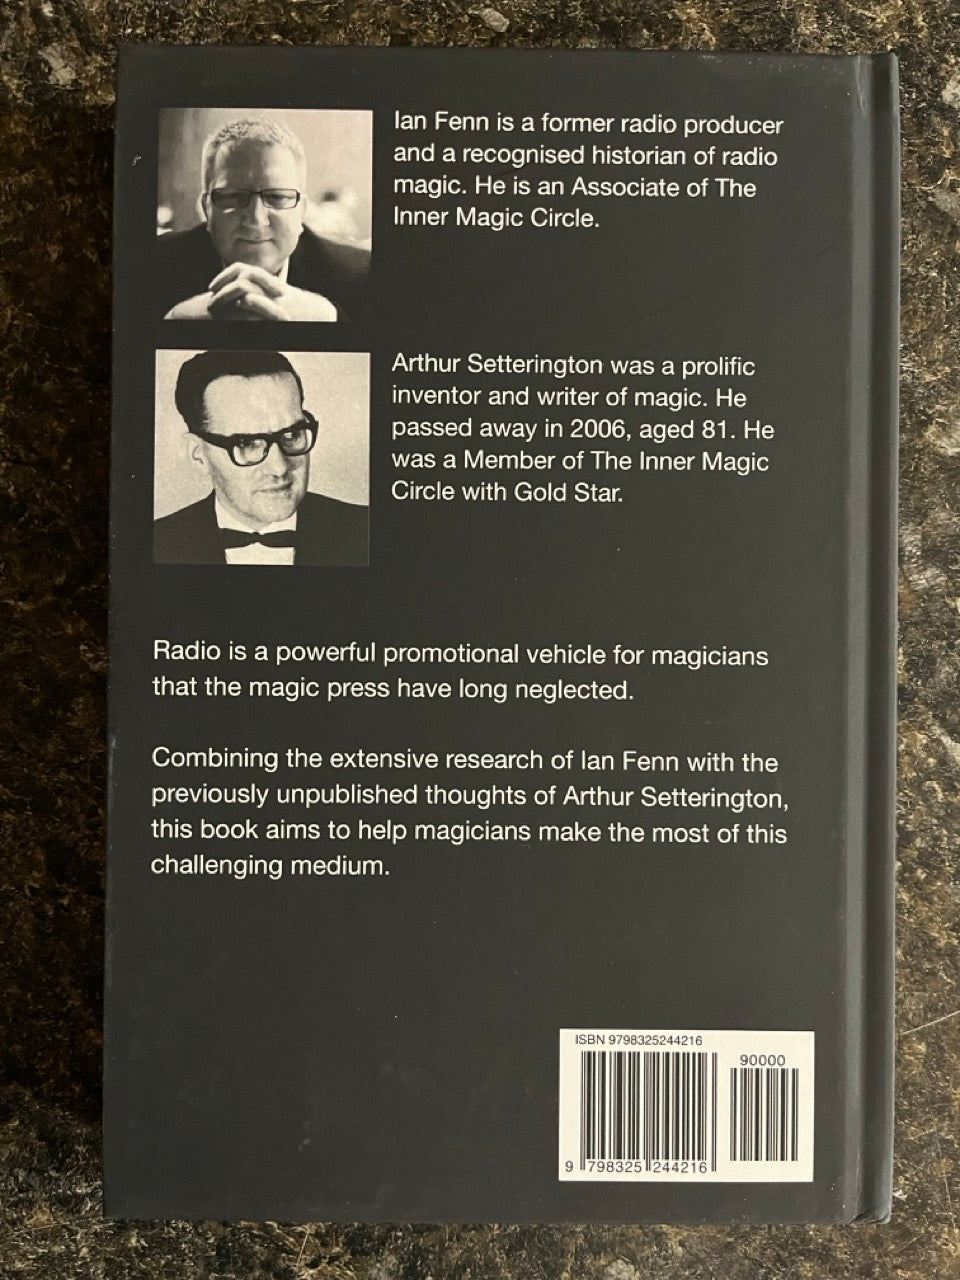 Ian Fenn is a former radio producer
and a recognised historian of radio
magic. He is an Associate of The
Inner Magic Circle.
Arthur Setterington was a prolific
inventor and writer of magic. He
passed away in 2006, aged 81. He
was a Member of The Inner Magic
Circle with Gold Star.
Radio is a powerful promotional vehicle for magicians
that the magic press have long neglected.
Combining the extensive research of Ian Fenn with the
previously unpublished thoughts of Arthur Setterington,
this book aims to help magicians make the most of this
challenging medium.
ISBN 9798325244216
90000
9 798325 244216